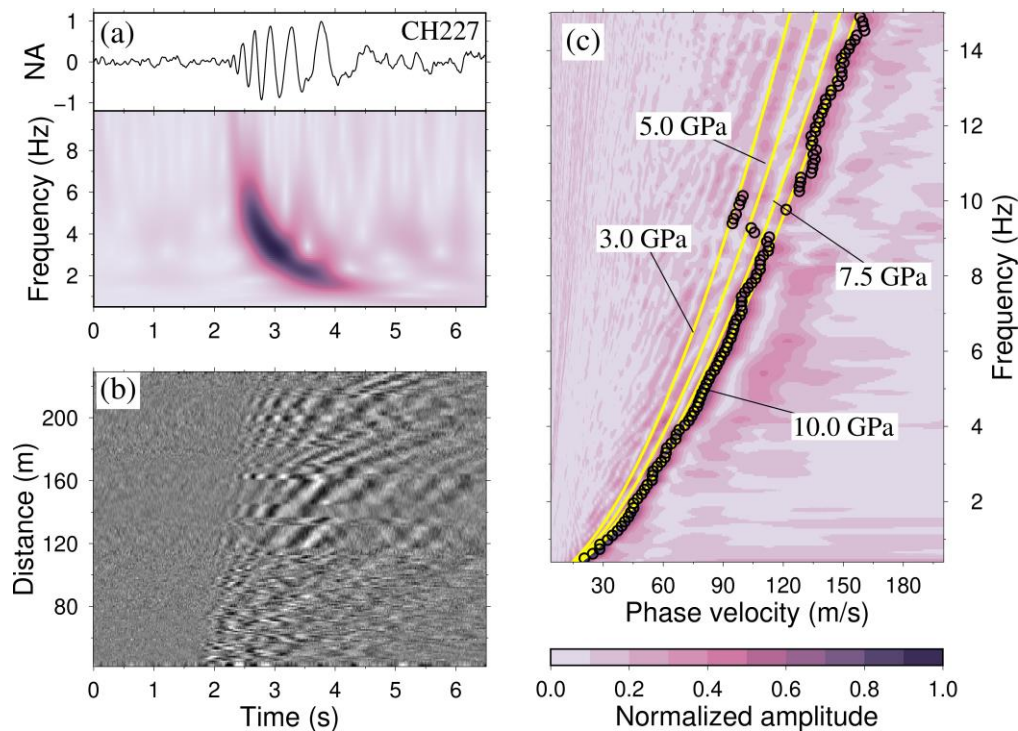 (a)
CH227
NA
1
0
−1
Frequency (Hz)
8
6
4
2
0 1 2 3 4 5 6
(b)
Distance (m)
200
160
120
80
0 1 2 3 4 5 6
Time (s)
(c)
5.0 GPa
3.0 GPa
7.5 GPa
10.0 GPa
14
12
10
8
6
4
2
Frequency (Hz)
30 60 90 120 150 180
Phase velocity (m/s)
0.0 0.2 0.4 0.6 0.8 1.0
Normalized amplitude